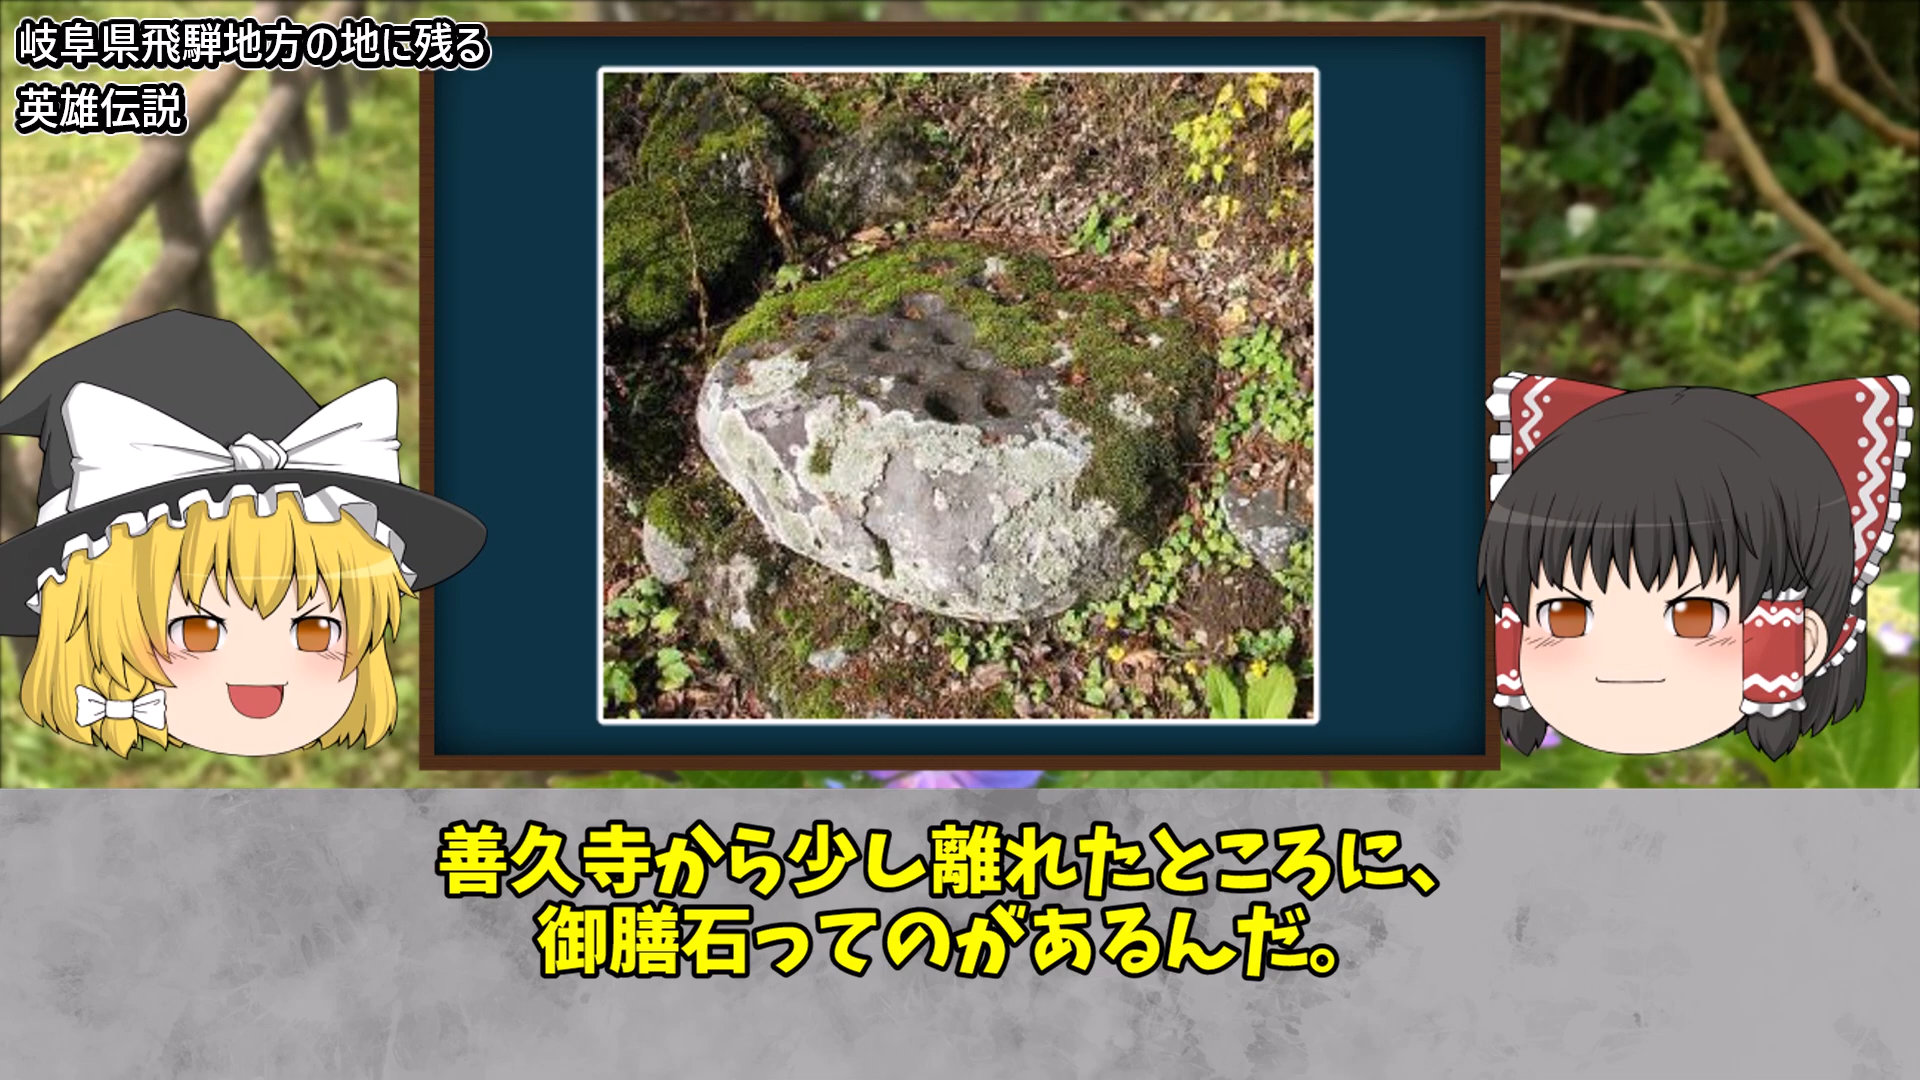 岐阜県飛騨地方の地に残る
英雄伝説
善久寺から少し離れたところに、
御膳石ってのがあるんだ。